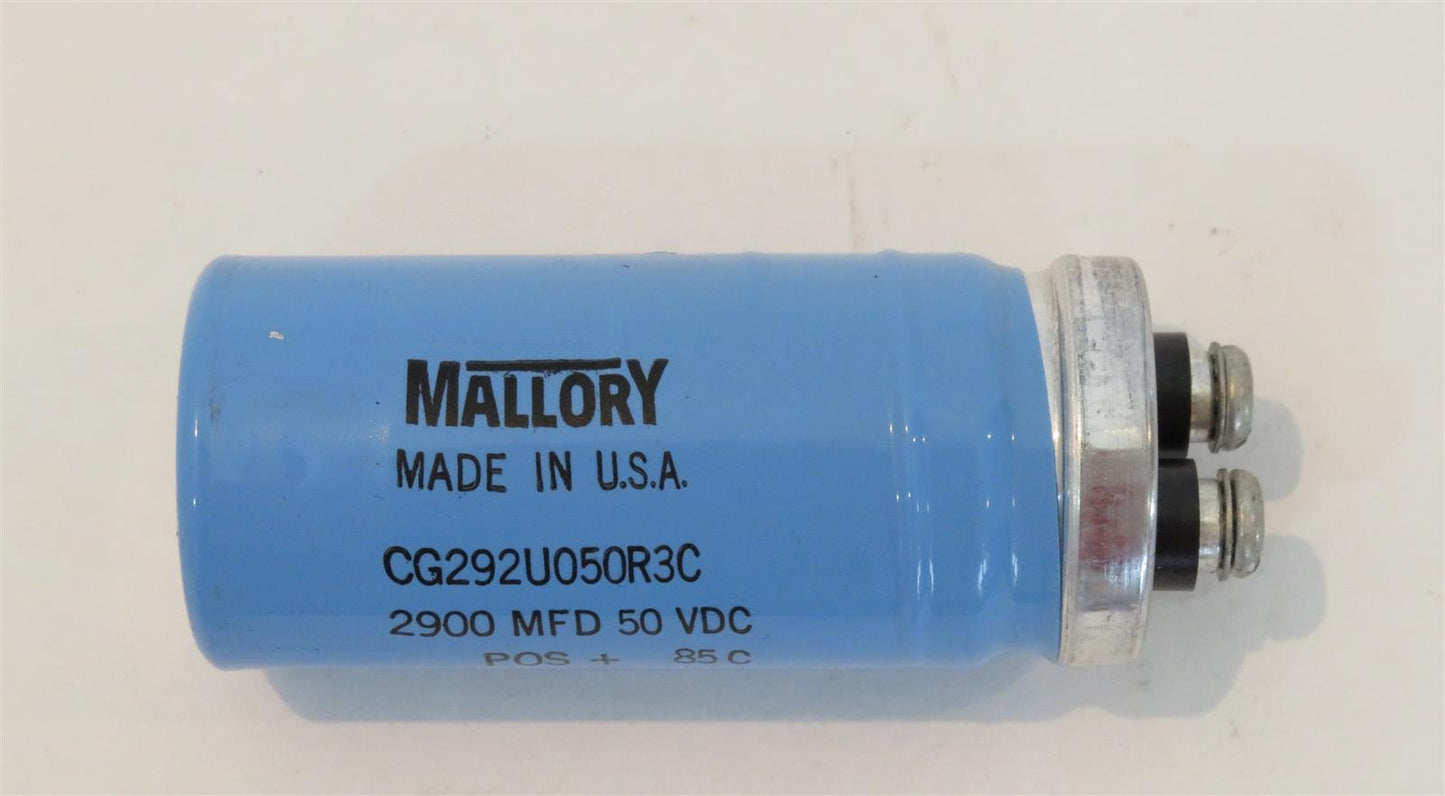 MALLORY
MADE IN U.S.A.
CG292U050R3C
2900 MFD 50 VDC
POS + 85 C